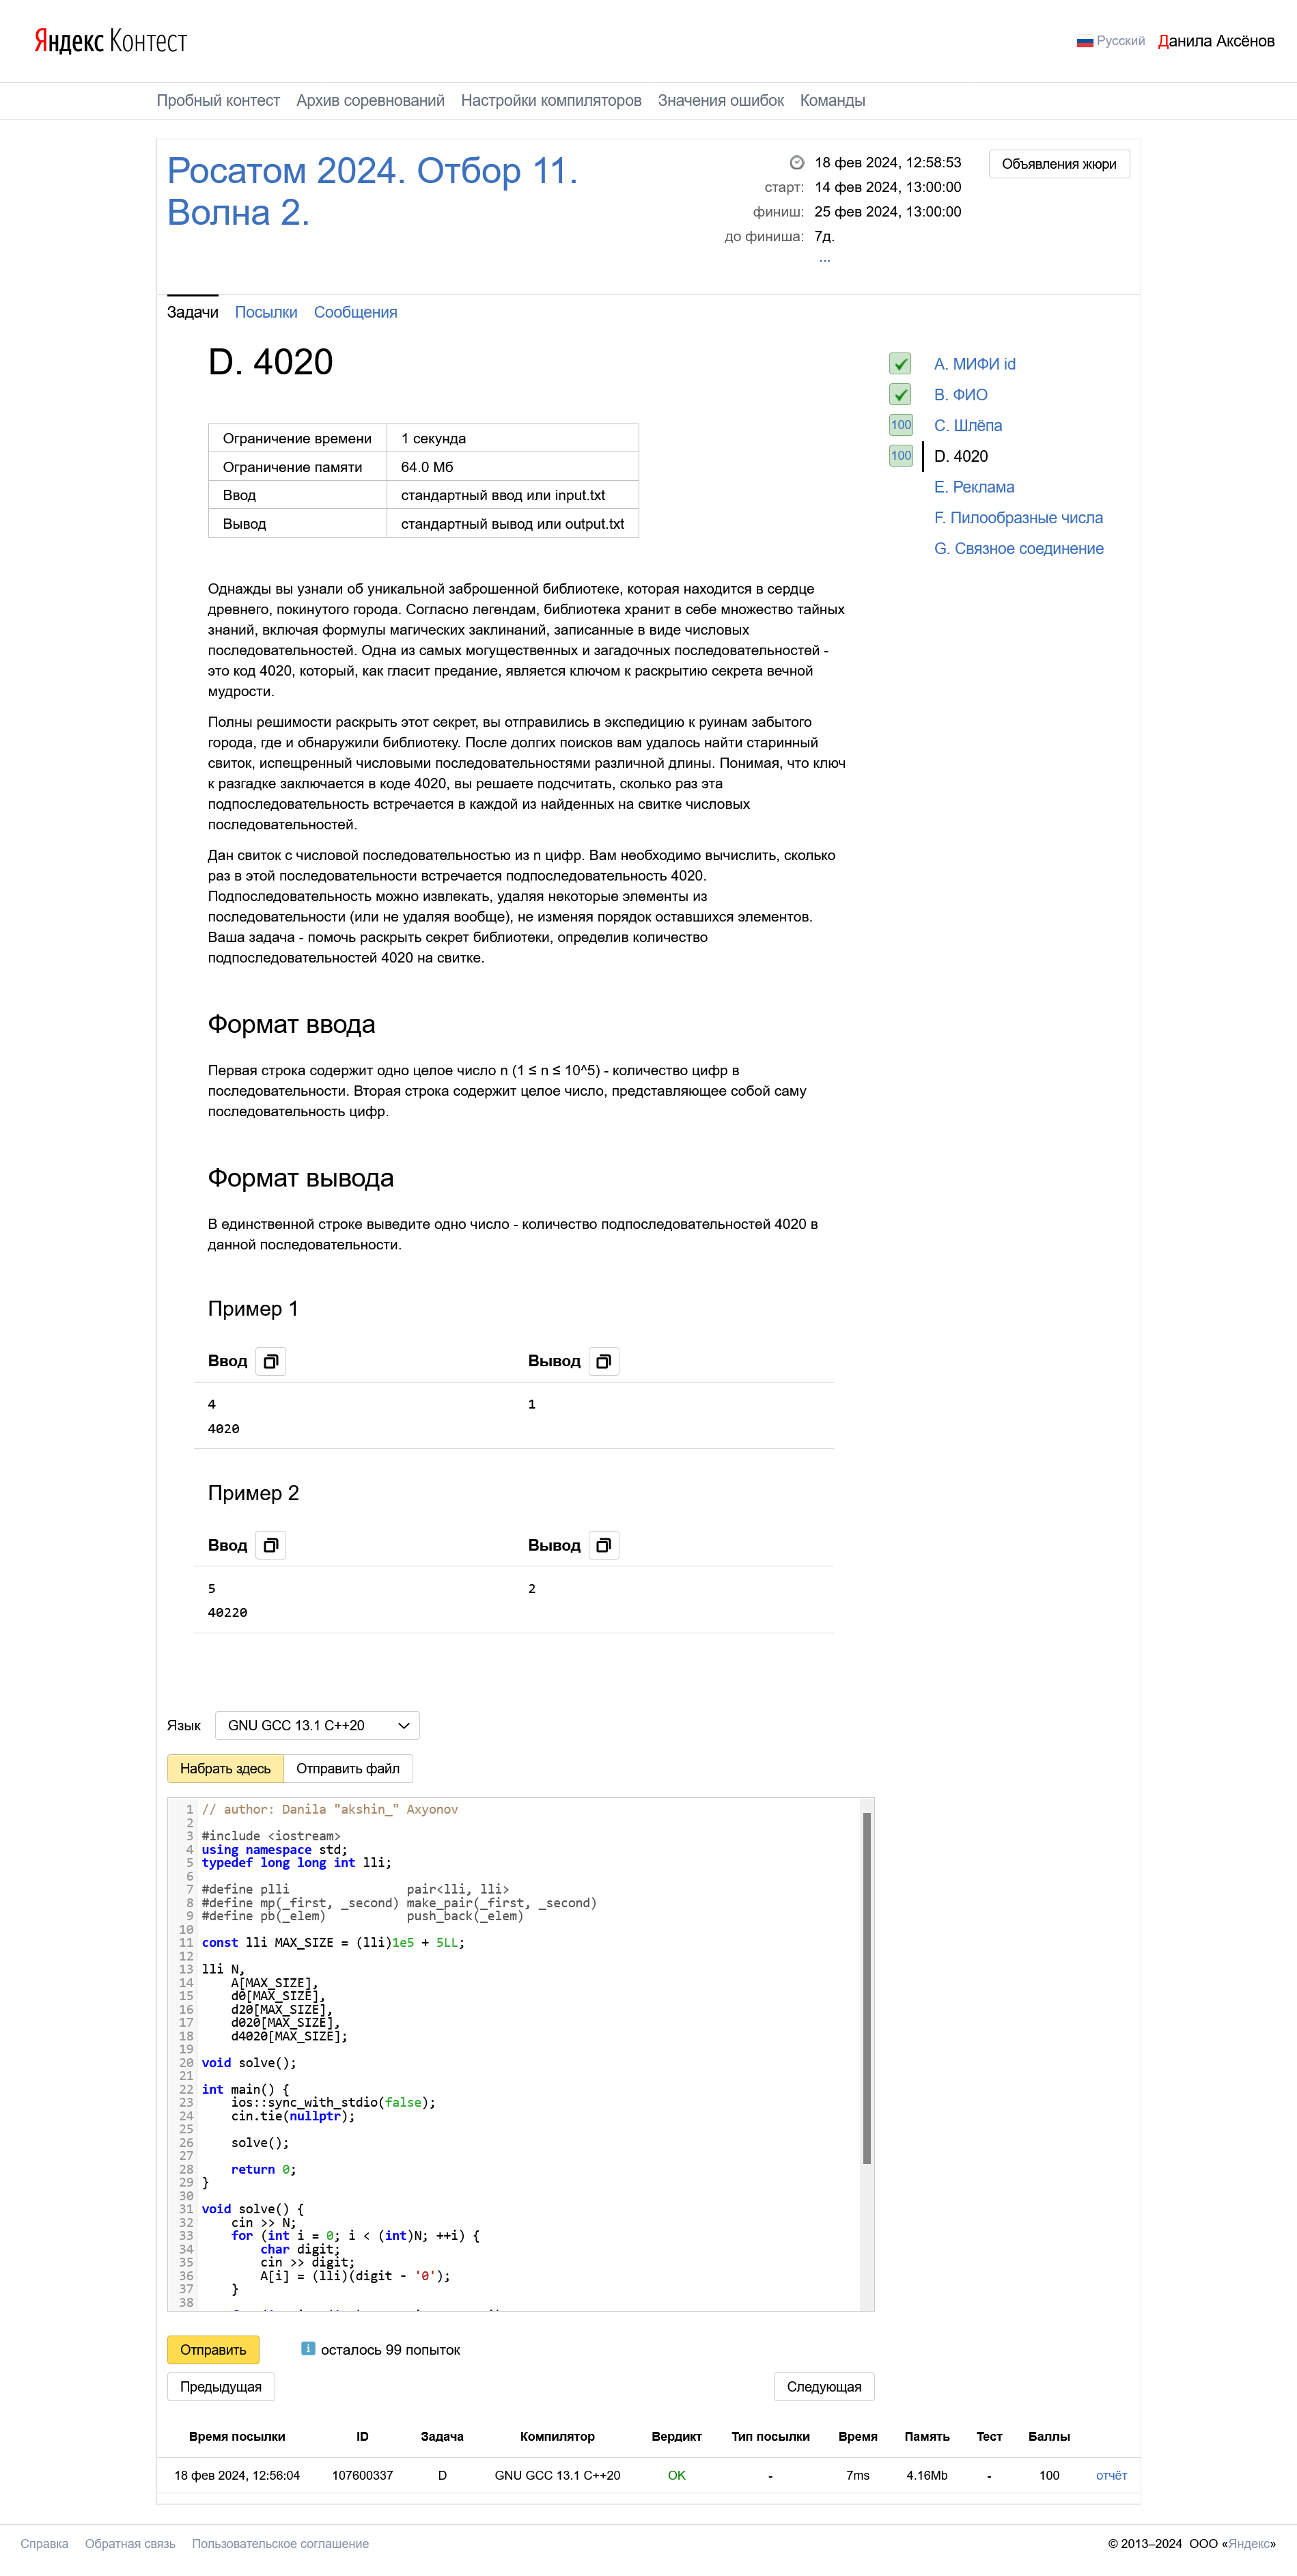 Яндекс Контест
Русский Данила Аксёнов
Пробный контест Архив соревнований Настройки компиляторов Значения ошибок Команды
Росатом 2024. Отбор 11.
Волна 2.
18 фев 2024, 12:58:53
старт: 14 фев 2024, 13:00:00
финиш: 25 фев 2024, 13:00:00
до финиша: 7д.
...
Объявления жюри
Задачи Посылки Сообщения
D. 4020
A. МИФИ id
B. ФИО
100 C. Шлёпа
100 D. 4020
E. Реклама
F. Пилообразные числа
G. Связное соединение
Ограничение времени 1 секунда
Ограничение памяти 64.0 Мб
Ввод стандартный ввод или input.txt
Вывод стандартный вывод или output.txt
Однажды вы узнали об уникальной заброшенной библиотеке, которая находится в сердце
древнего, покинутого города. Согласно легендам, библиотека хранит в себе множество тайных
знаний, включая формулы магических заклинаний, записанные в виде числовых
последовательностей. Одна из самых могущественных и загадочных последовательностей -
это код 4020, который, как гласит предание, является ключом к раскрытию секрета вечной
мудрости.
Полны решимости раскрыть этот секрет, вы отправились в экспедицию к руинам забытого
города, где и обнаружили библиотеку. После долгих поисков вам удалось найти старинный
свиток, испещренный числовыми последовательностями различной длины. Понимая, что ключ
к разгадке заключается в коде 4020, вы решаете подсчитать, сколько раз эта
подпоследовательность встречается в каждой из найденных на свитке числовых
последовательностей.
Дан свиток с числовой последовательностью из n цифр. Вам необходимо вычислить, сколько
раз в этой последовательности встречается подпоследовательность 4020.
Подпоследовательность можно извлекать, удаляя некоторые элементы из
последовательности (или не удаляя вообще), не изменяя порядок оставшихся элементов.
Ваша задача - помочь раскрыть секрет библиотеки, определив количество
подпоследовательностей 4020 на свитке.
Формат ввода
Первая строка содержит одно целое число n (1 ≤ n ≤ 10^5) - количество цифр в
последовательности. Вторая строка содержит целое число, представляющее собой саму
последовательность цифр.
Формат вывода
В единственной строке выведите одно число - количество подпоследовательностей 4020 в
данной последовательности.
Пример 1
Ввод Вывод
4 1
4020
Пример 2
Ввод Вывод
5 2
40220
Язык GNU GCC 13.1 C++20
Набрать здесь Отправить файл
1 // author: Danila "akshin_" Axyonov
2
3 #include <iostream>
4 using namespace std;
5 typedef long long int lli;
6
7 #define plli pair<lli, lli>
8 #define mp(_first, _second) make_pair(_first, _second)
9 #define pb(_elem) push_back(_elem)
10
11 const lli MAX_SIZE = (lli)1e5 + 5LL;
12
13 lli N,
14 A[MAX_SIZE],
15 d0[MAX_SIZE],
16 d20[MAX_SIZE],
17 d020[MAX_SIZE],
18 d4020[MAX_SIZE];
19
20 void solve();
21
22 int main() {
23 ios::sync_with_stdio(false);
24 cin.tie(nullptr);
25
26 solve();
27
28 return 0;
29 }
30
31 void solve() {
32 cin >> N;
33 for (int i = 0; i < (int)N; ++i) {
34 char digit;
35 cin >> digit;
36 A[i] = (lli)(digit - '0');
37 }
38
Отправить осталось 99 попыток
Предыдущая Следующая
Время посылки ID Задача Компилятор Вердикт Тип посылки Время Память Тест Баллы
18 фев 2024, 12:56:04 107600337 D GNU GCC 13.1 C++20 OK - 7ms 4.16Mb - 100 отчёт
Справка Обратная связь Пользовательское соглашение © 2013–2024 ООО «Яндекс»